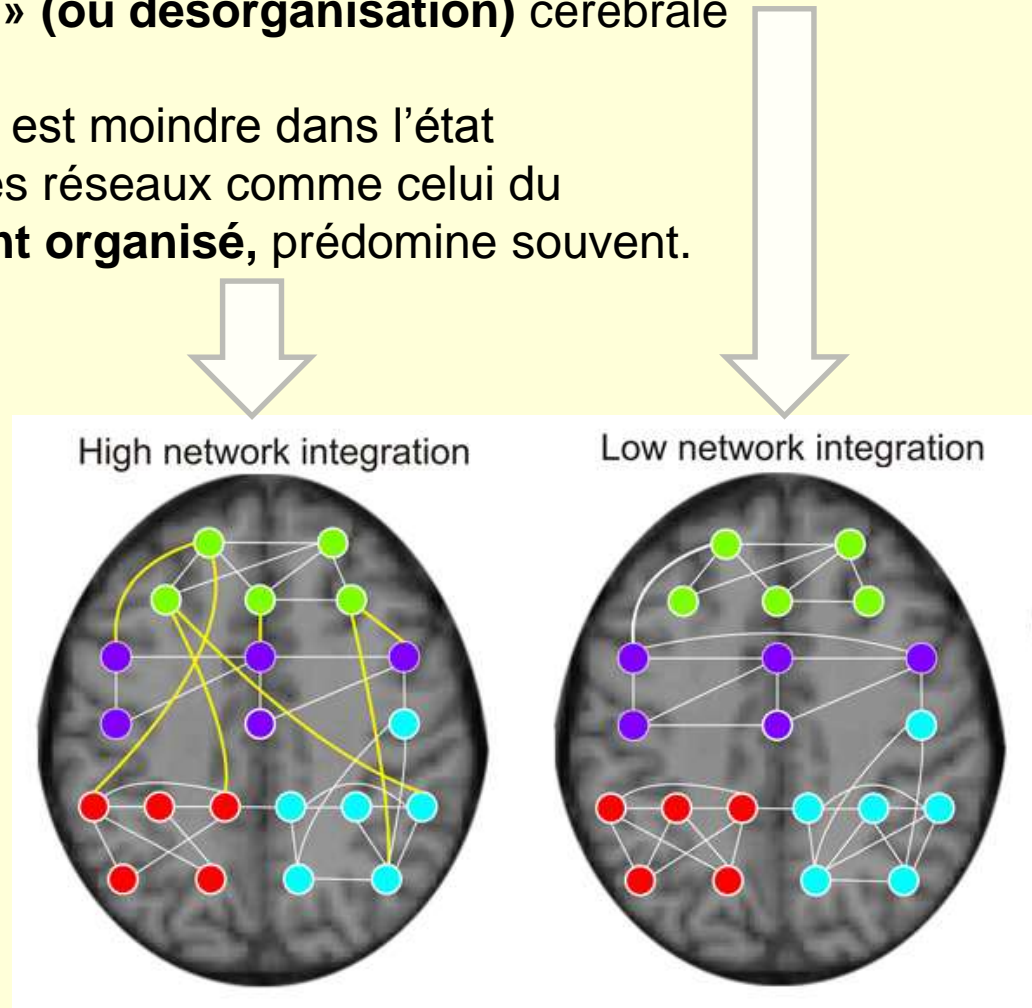 » (ou désorganisation) cérébrale
est moindre dans l’état
es réseaux comme celui du
nt organisé, prédomine souvent.
High network integration
Low network integration